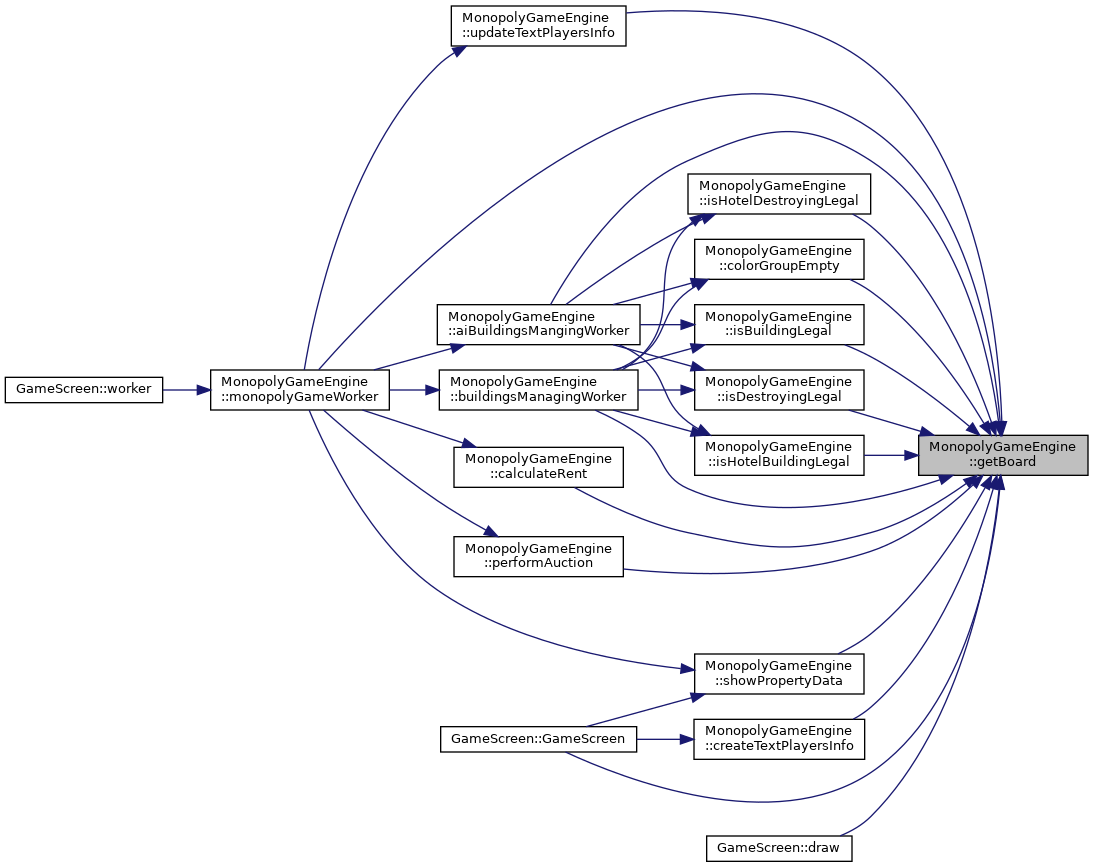 MonopolyGameEngine
::updateTextPlayersInfo
MonopolyGameEngine
::isHotelDestroyingLegal
MonopolyGameEngine
::colorGroupEmpty
MonopolyGameEngine
::aiBuildingsMangingWorker
MonopolyGameEngine
::isBuildingLegal
GameScreen::worker
MonopolyGameEngine
::monopolyGameWorker
MonopolyGameEngine
::buildingsManagingWorker
MonopolyGameEngine
::isDestroyingLegal
MonopolyGameEngine
::calculateRent
MonopolyGameEngine
::isHotelBuildingLegal
MonopolyGameEngine
::getBoard
MonopolyGameEngine
::performAuction
MonopolyGameEngine
::showPropertyData
GameScreen::GameScreen
MonopolyGameEngine
::createTextPlayersInfo
GameScreen::draw